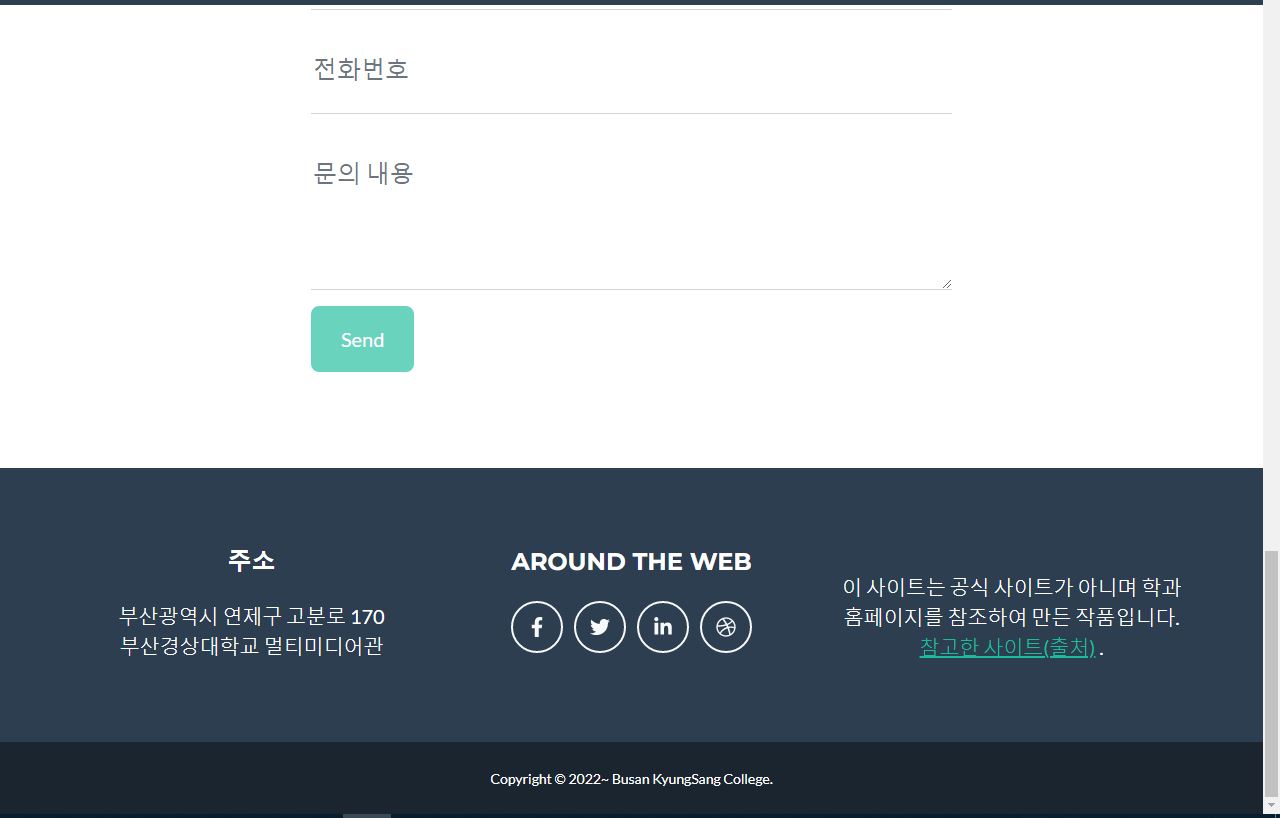 전화번호
문의 내용
Send
주소
부산광역시 연제구 고분로 170
부산경상대학교 멀티미디어관
AROUND THE WEB
이 사이트는 공식 사이트가 아니며 학과
홈페이지를 참조하여 만든 작품입니다.
참고한 사이트(출처) .
Copyright © 2022~ Busan KyungSang College.